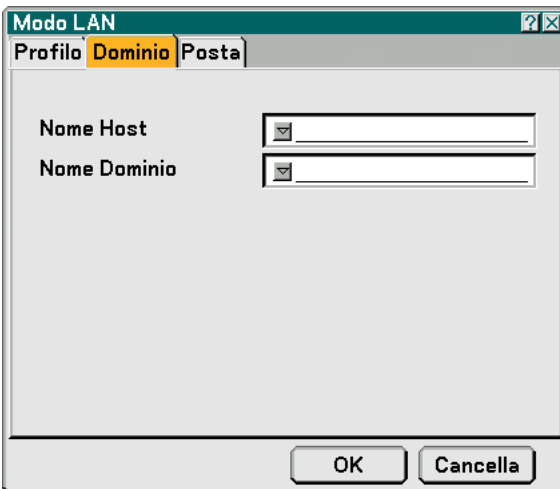 Modo LAN ?
Profilo Dominio Posta
Nome Host
Nome Dominio
OK Cancella